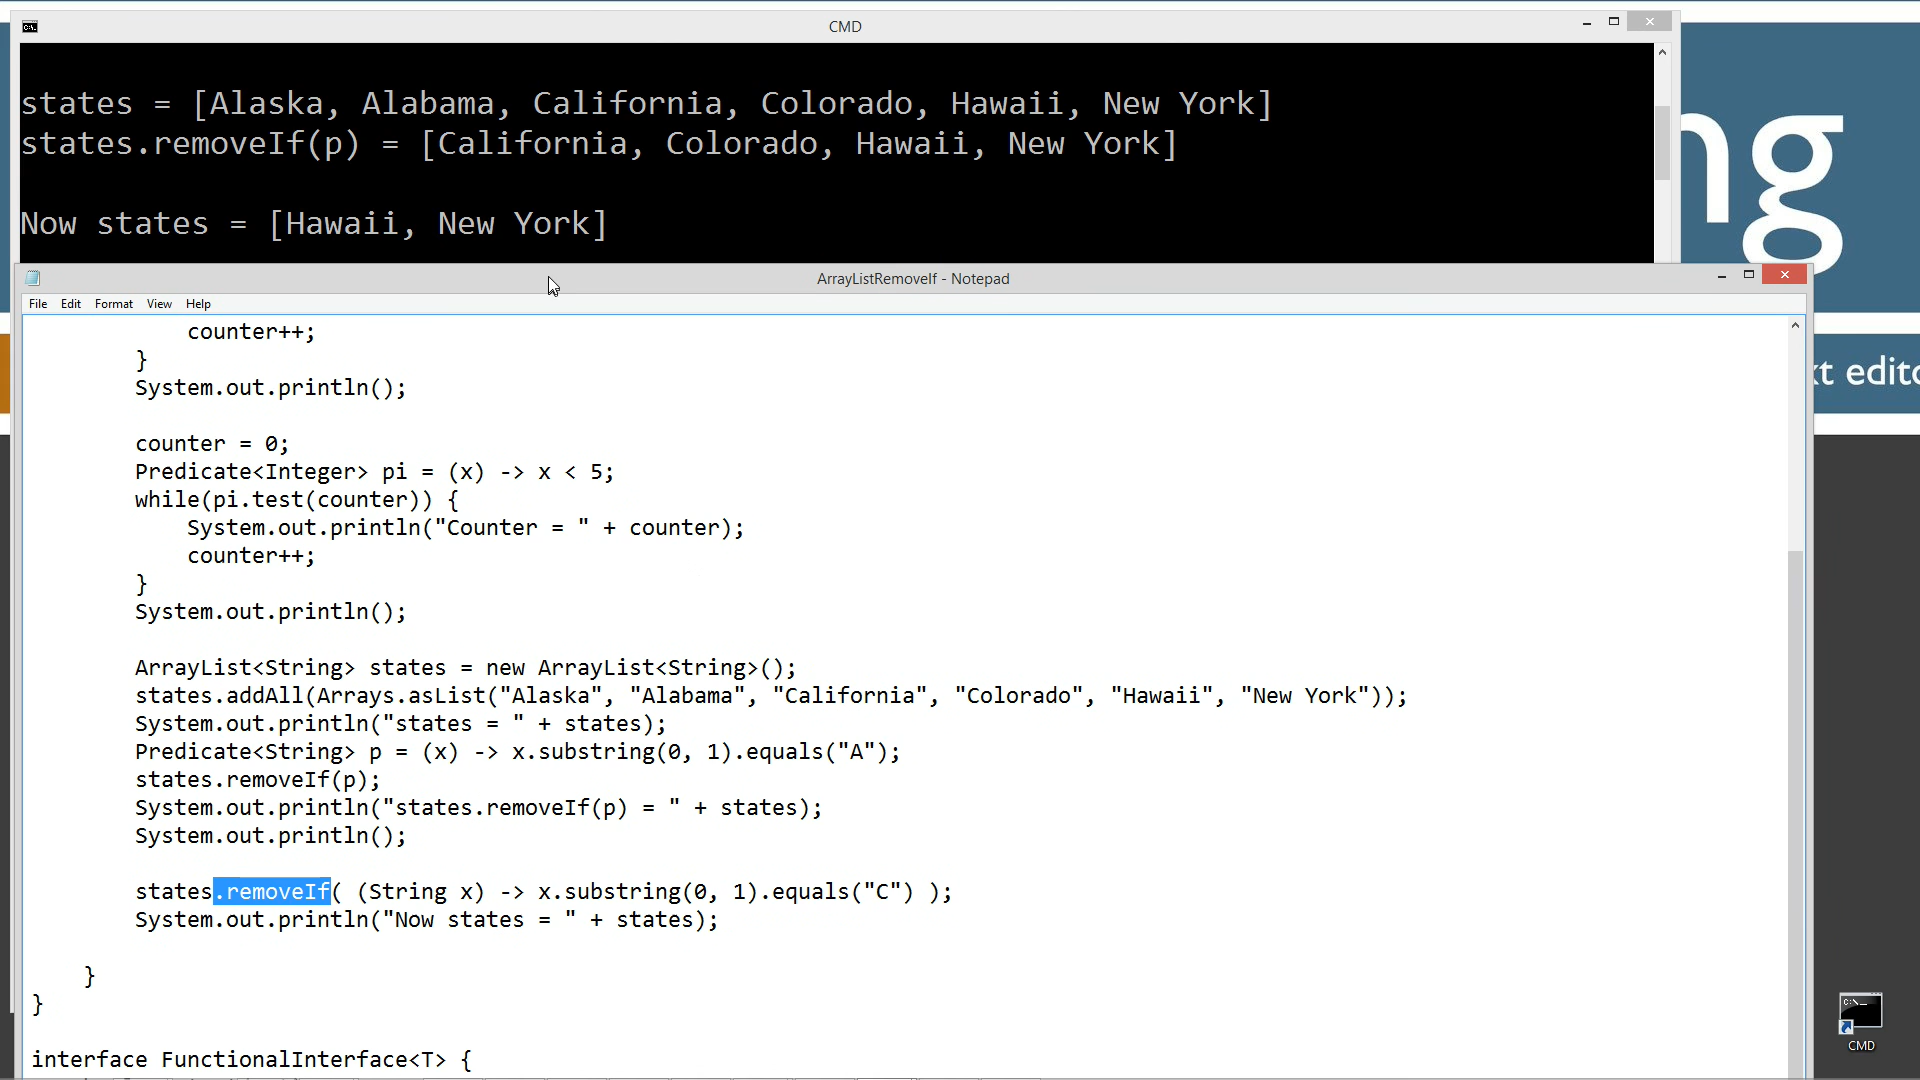 CMD
states = [Alaska, Alabama, California, Colorado, Hawaii, New York]
states.removeIf(p) = [California, Colorado, Hawaii, New York]
Now states = [Hawaii, New York]
ng
ArrayListRemoveIf - Notepad
File Edit Format View Help
counter++;
}
System.out.println();
counter = 0;
Predicate<Integer> pi = (x) -> x < 5;
while(pi.test(counter)) {
System.out.println("Counter = " + counter);
counter++;
}
System.out.println();
ArrayList<String> states = new ArrayList<String>();
states.addAll(Arrays.asList("Alaska", "Alabama", "California", "Colorado", "Hawaii", "New York"));
System.out.println("states = " + states);
Predicate<String> p = (x) -> x.substring(0, 1).equals("A");
states.removeIf(p);
System.out.println("states.removeIf(p) = " + states);
System.out.println();
states.removeIf( (String x) -> x.substring(0, 1).equals("C") );
System.out.println("Now states = " + states);
}
}
interface FunctionalInterface<T> {
xt edito
CMD